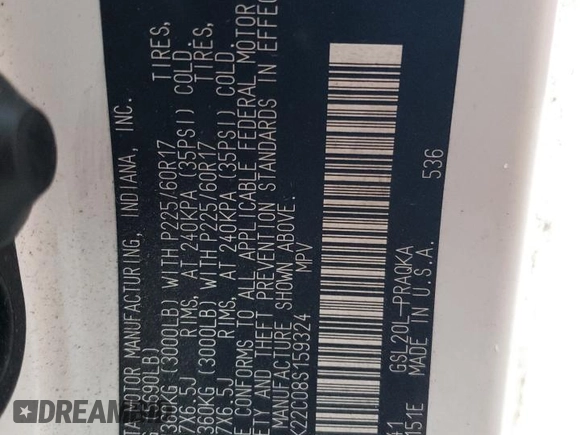 TA MOTOR MANUFACTURING, INDIANA, INC.
5690LB)
360KG (3000LB) WITH P225/60R17 TIRES,
7X6.5J RIMS, AT 240KPA (35PSI) COLD.
360KG (3000LB) WITH P225/60R17 TIRES,
7X6.5J RIMS, AT 240KPA (35PSI) COLD.
E CONFORMS TO ALL APPLICABLE FEDERAL MOTOR
ETY AND THEFT PREVENTION STANDARDS IN EFFEC
MANUFACTURE SHOWN ABOVE.
K22C08S159324 MPV
536
GSL20L-PRAQKA
151E MADE IN U.S.A.
DREAMBID